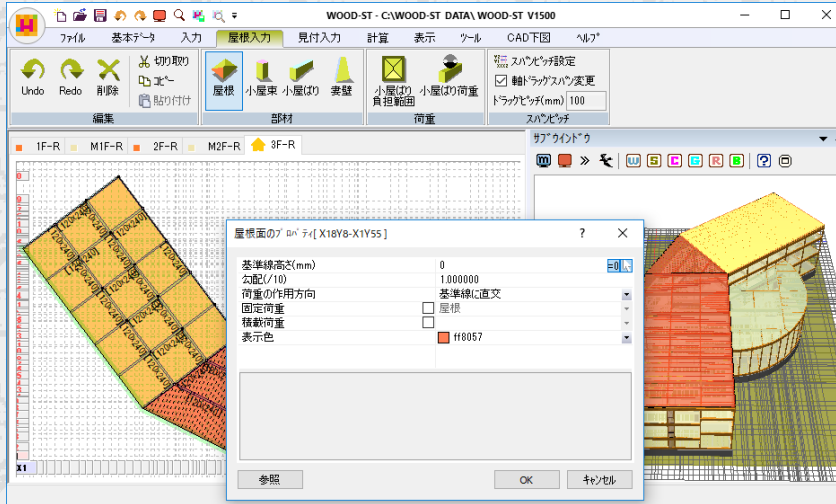 WOOD-ST - C:\WOOD-ST DATA\ WOOD-ST V1500
ﾌｧｲﾙ 基本ﾃﾞｰﾀ 入力 屋根入力 見付入力 計算 表示 ﾂｰﾙ CAD下図 ﾍﾙﾌﾟ
Undo Redo 削除
切り取り
ｺﾋﾟｰ
貼り付け
編集
屋根 小屋束 小屋ばり 妻壁
部材
小屋ばり
負担範囲
小屋ばり荷重
荷重
ｽﾊﾟﾝﾋﾟｯﾁ設定
軸ﾄﾞﾗｯｸﾞｽﾊﾟﾝ変更
ﾄﾞﾗｯｸﾞﾋﾟｯﾁ(mm) 100
ｽﾊﾟﾝﾋﾟｯﾁ
1F-R M1F-R 2F-R M2F-R 3F-R
ｻﾌﾞｳｲﾝﾄﾞｳ
W S C G R B
[120x240]
[120x240]
[120x240]
[120x240]
[120x240]
[120x240]
[120x240]
[120x240]
X1
屋根面のﾌﾟﾛﾊﾟﾃｨ[ X18Y8-X1Y55 ]
基準線高さ(mm) 0 =0
勾配(/10) 1.000000
荷重の作用方向 基準線に直交
固定荷重 屋根
積載荷重
表示色 ff8057
参照 OK ｷｬﾝｾﾙ